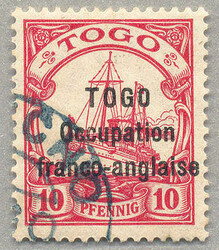 TOGO
TOGO
Occupation
franco-anglaise
10 PFENNIG 10